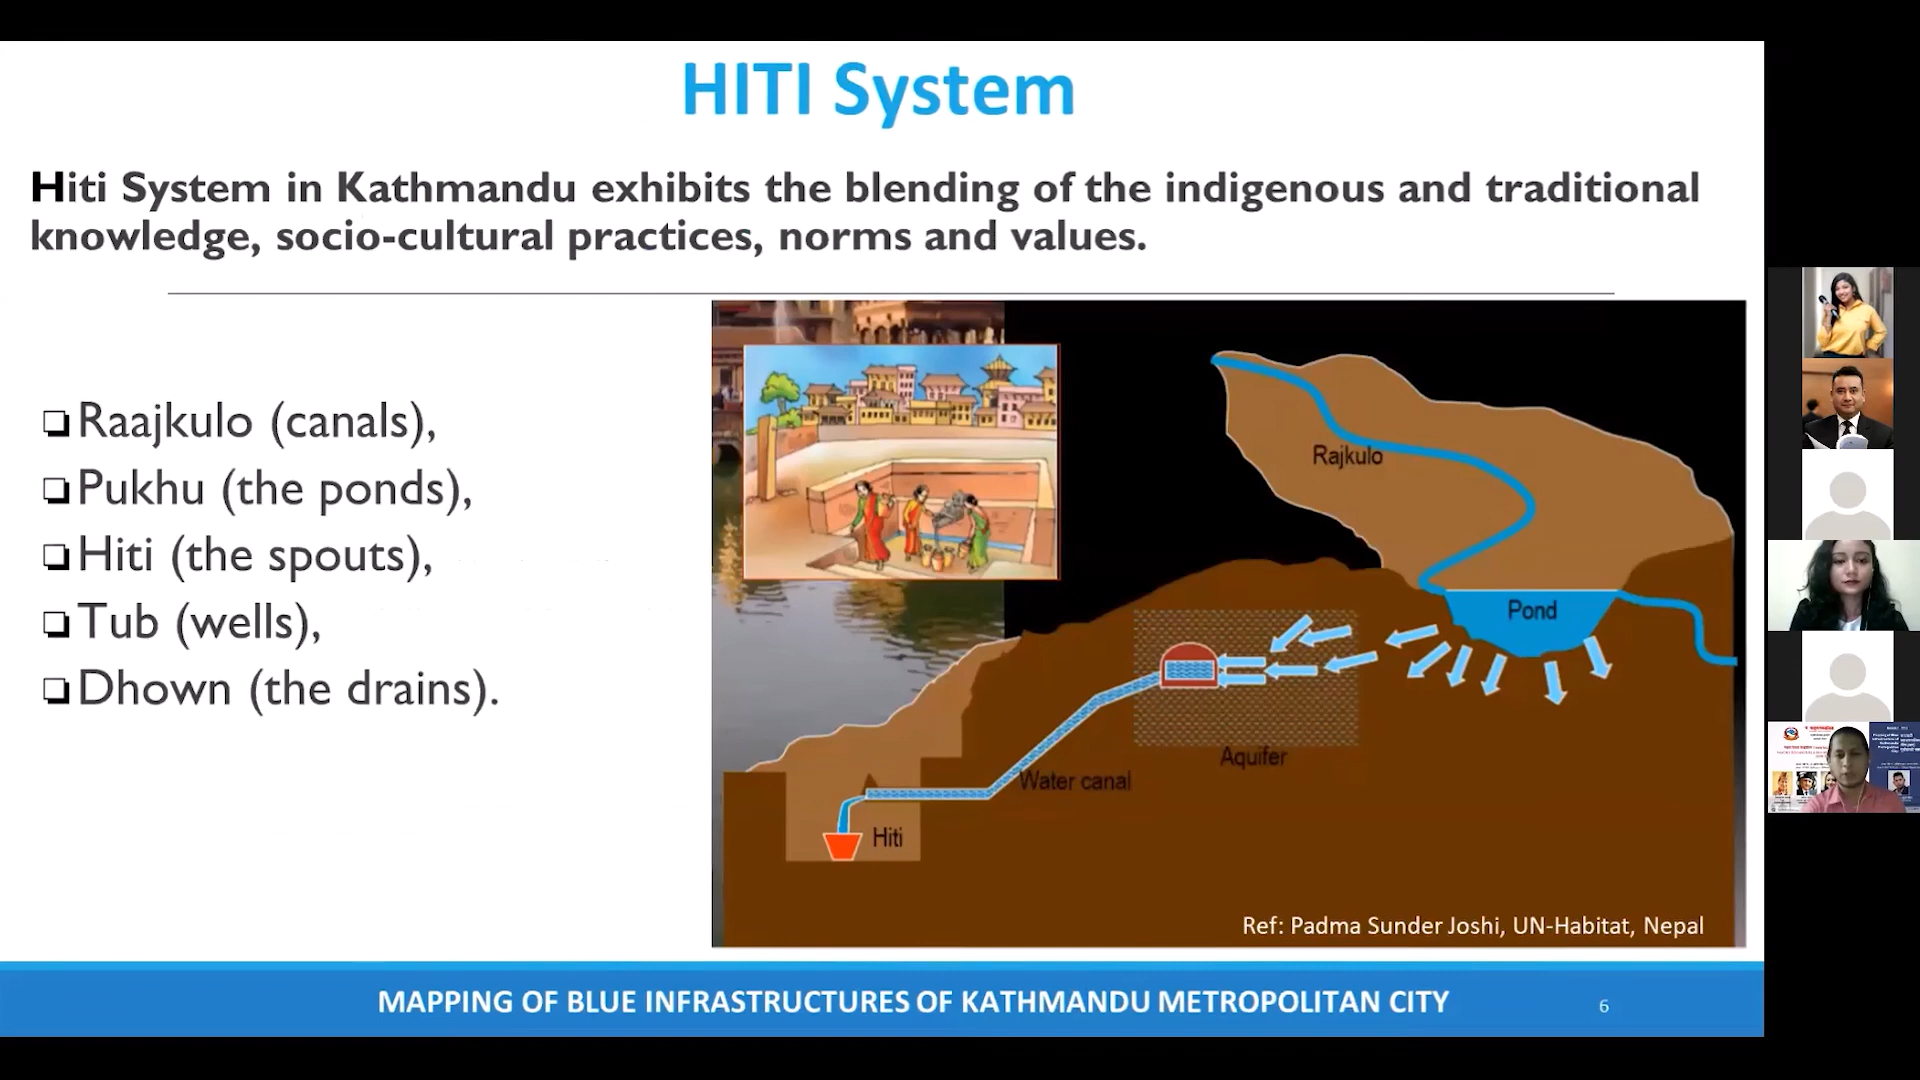 HITI System
Hiti System in Kathmandu exhibits the blending of the indigenous and traditional
knowledge, socio-cultural practices, norms and values.
❑Raajkulo (canals),
❑Pukhu (the ponds),
❑Hiti (the spouts),
❑Tub (wells),
❑Dhown (the drains).
Rajkulo
Pond
Aquifer
Water canal
Hiti
Ref: Padma Sunder Joshi, UN-Habitat, Nepal
MAPPING OF BLUE INFRASTRUCTURES OF KATHMANDU METROPOLITAN CITY
6